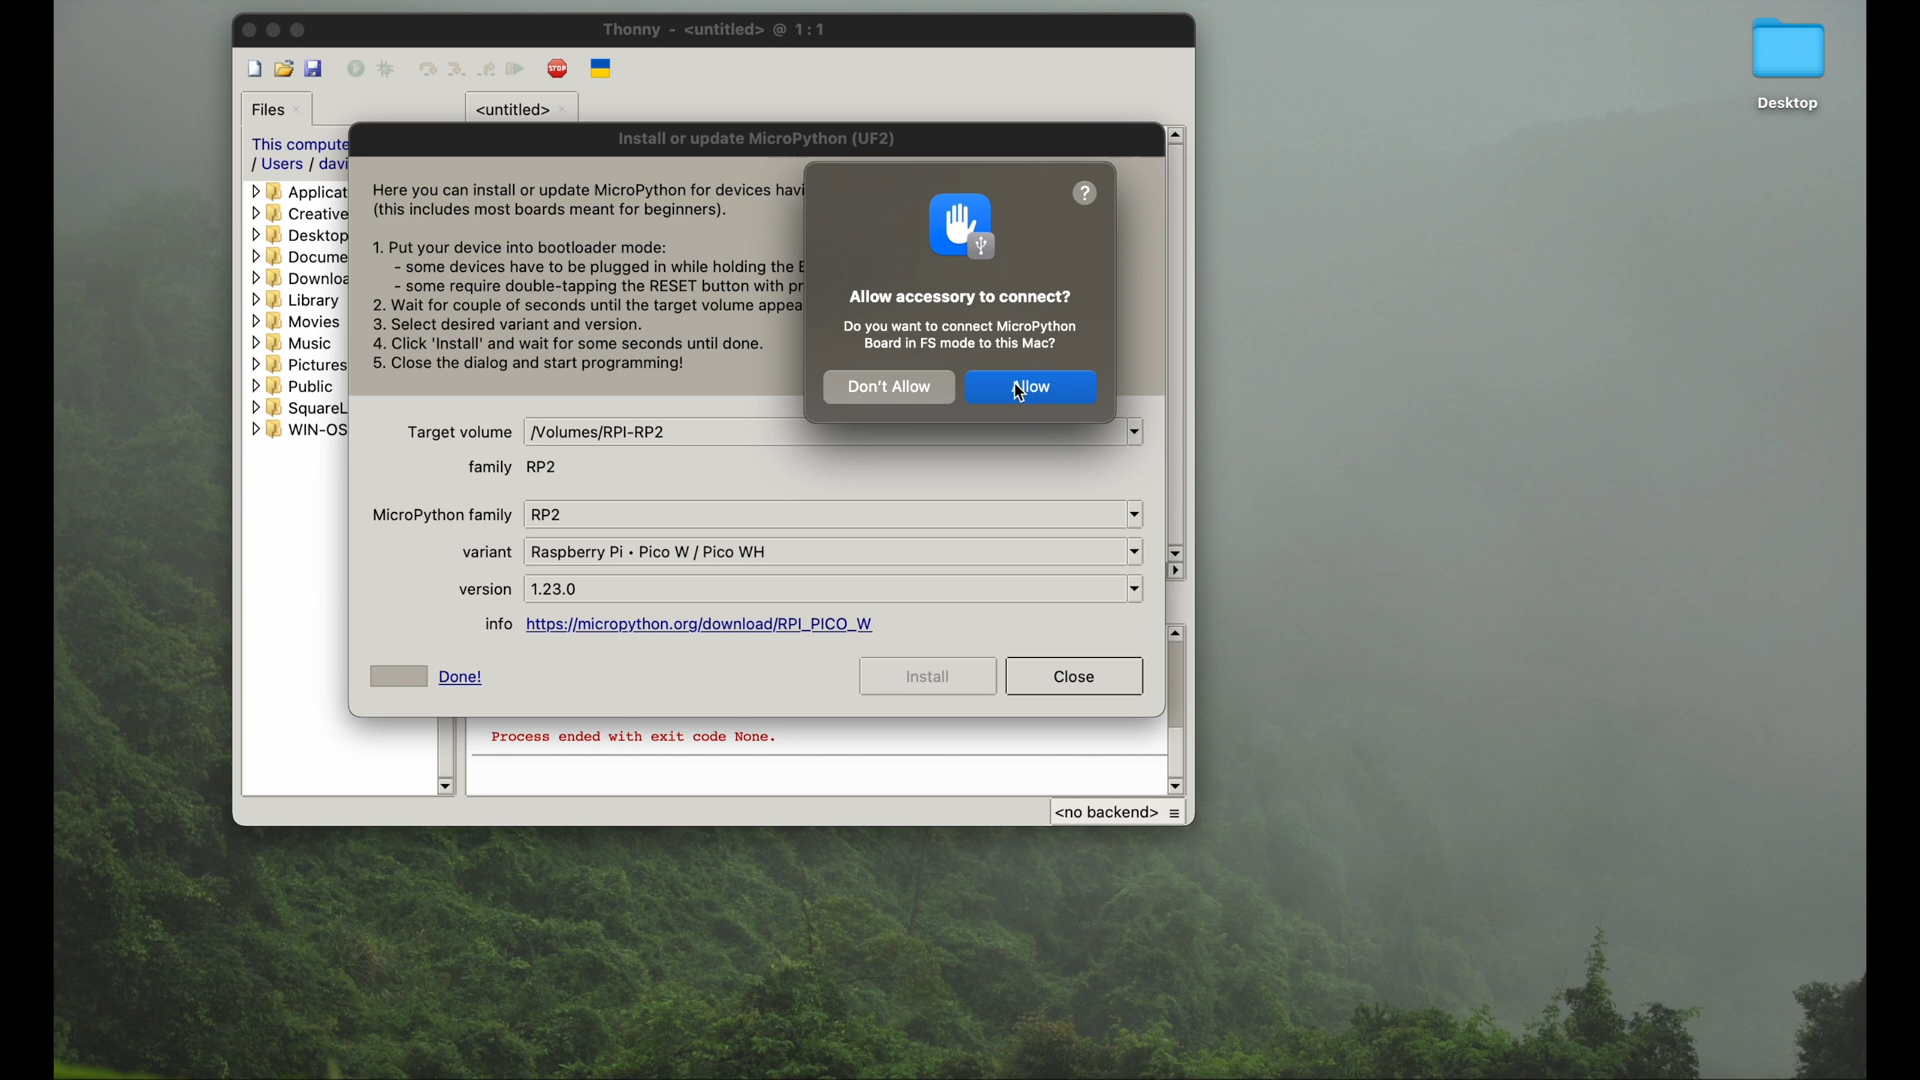 Thonny - <untitled> @ 1:1
STOP
Files
<untitled>
Install or update MicroPython (UF2)
This compute
/ Users / davi
Applicat
Creative
Desktop
Docume
Downloa
Library
Movies
Music
Pictures
Public
SquareL
WIN-OS
Here you can install or update MicroPython for devices havi
(this includes most boards meant for beginners).
1. Put your device into bootloader mode:
- some devices have to be plugged in while holding the
- some require double-tapping the RESET button with pr
2. Wait for couple of seconds until the target volume appea
3. Select desired variant and version.
4. Click 'Install' and wait for some seconds until done.
5. Close the dialog and start programming!
?
Allow accessory to connect?
Do you want to connect MicroPython
Board in FS mode to this Mac?
Don't Allow
Allow
Target volume /Volumes/RPI-RP2
family RP2
MicroPython family RP2
variant Raspberry Pi • Pico W / Pico WH
version 1.23.0
info https://micropython.org/download/RPI_PICO_W
Done!
Install
Close
Process ended with exit code None.
<no backend> ≡
Desktop